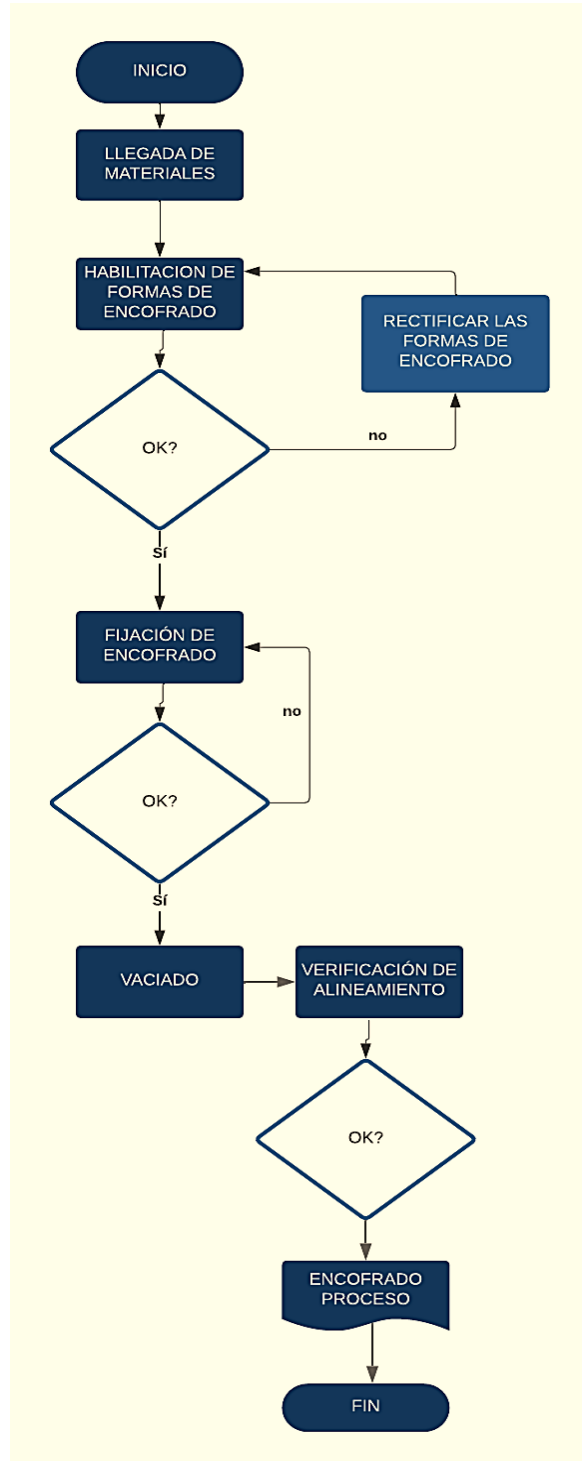 INICIO
LLEGADA DE
MATERIALES
HABILITACION DE
FORMAS DE
ENCOFRADO
RECTIFICAR LAS
FORMAS DE
ENCOFRADO
OK?
no
Sí
FIJACIÓN DE
ENCOFRADO
no
OK?
Sí
VACIADO
VERIFICACIÓN DE
ALINEAMIENTO
OK?
ENCOFRADO
PROCESO
FIN